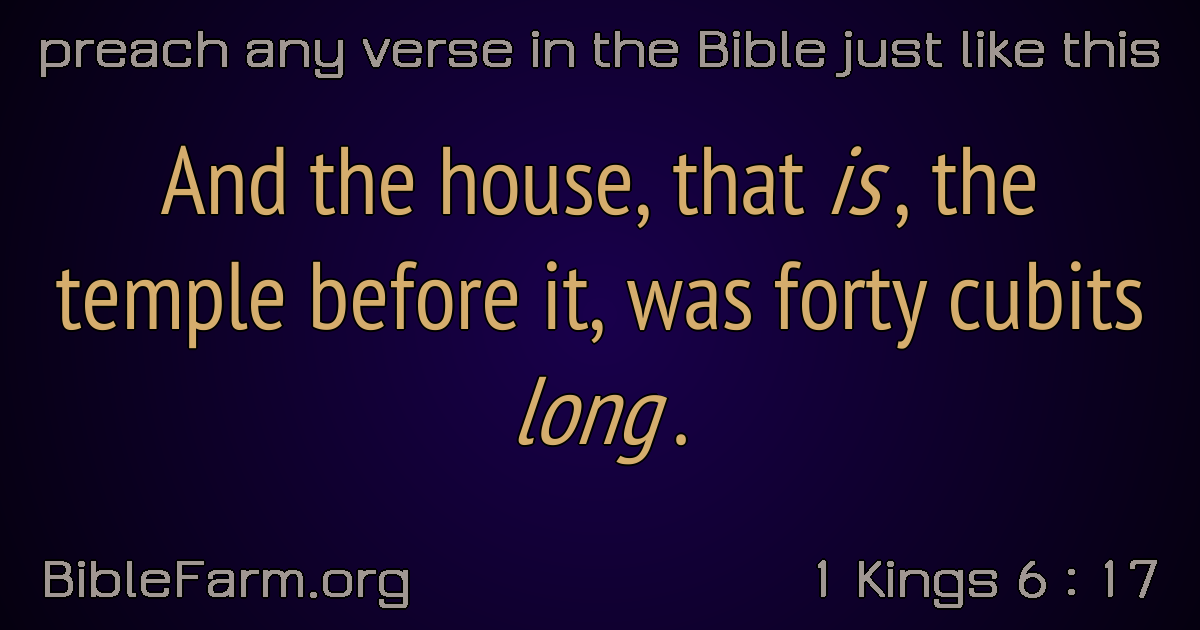 preach any verse in the Bible just like this
And the house, that is, the
temple before it, was forty cubits
long.
BibleFarm.org
1 Kings 6 : 17